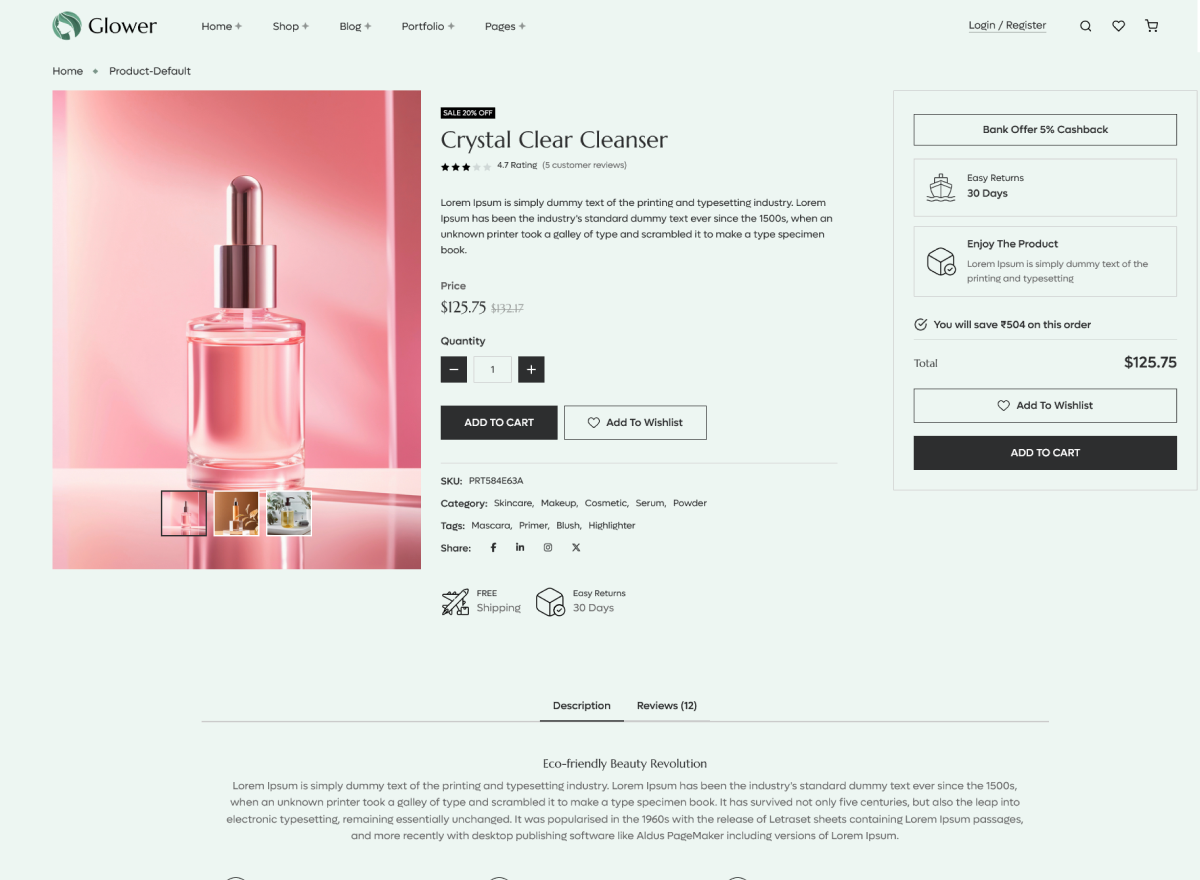 Glower
Home + Shop + Blog + Portfolio + Pages +
Login / Register
Home Product-Default
SALE 20% OFF
Crystal Clear Cleanser
4.7 Rating (5 customer reviews)
Lorem Ipsum is simply dummy text of the printing and typesetting industry. Lorem
Ipsum has been the industry's standard dummy text ever since the 1500s, when an
unknown printer took a galley of type and scrambled it to make a type specimen
book.
Price
$125.75 $132.17
Quantity
− 1 +
ADD TO CART
Add To Wishlist
SKU: PRT584E63A
Category: Skincare, Makeup, Cosmetic, Serum, Powder
Tags: Mascara, Primer, Blush, Highlighter
Share:
FREE
Shipping
Easy Returns
30 Days
Bank Offer 5% Cashback
Easy Returns
30 Days
Enjoy The Product
Lorem Ipsum is simply dummy text of the
printing and typesetting
You will save ₹504 on this order
Total $125.75
Add To Wishlist
ADD TO CART
Description Reviews (12)
Eco-friendly Beauty Revolution
Lorem Ipsum is simply dummy text of the printing and typesetting industry. Lorem Ipsum has been the industry's standard dummy text ever since the 1500s,
when an unknown printer took a galley of type and scrambled it to make a type specimen book. It has survived not only five centuries, but also the leap into
electronic typesetting, remaining essentially unchanged. It was popularised in the 1960s with the release of Letraset sheets containing Lorem Ipsum passages,
and more recently with desktop publishing software like Aldus PageMaker including versions of Lorem Ipsum.